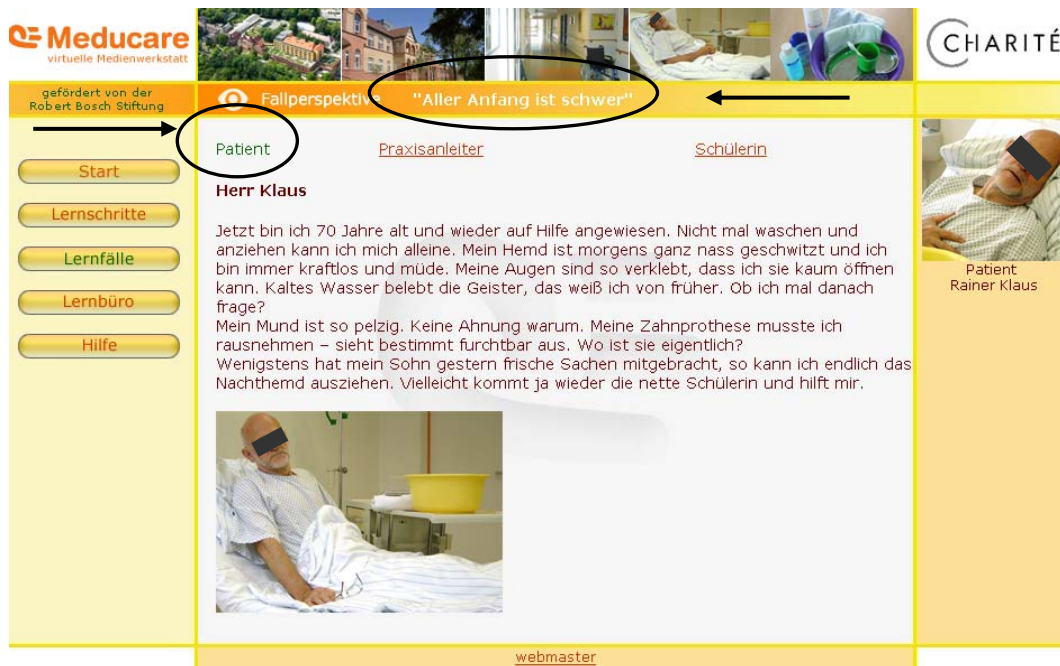 Meducare
virtuelle Medienwerkstatt
CHARITÉ
gefördert von der
Robert Bosch Stiftung
Fallperspektive "Aller Anfang ist schwer"
Start
Lernschritte
Lernfälle
Lernbüro
Hilfe
Patient Praxisanleiter Schülerin
Herr Klaus
Jetzt bin ich 70 Jahre alt und wieder auf Hilfe angewiesen. Nicht mal waschen und
anziehen kann ich mich alleine. Mein Hemd ist morgens ganz nass geschwitzt und ich
bin immer kraftlos und müde. Meine Augen sind so verklebt, dass ich sie kaum öffnen
kann. Kaltes Wasser belebt die Geister, das weiß ich von früher. Ob ich mal danach
frage?
Mein Mund ist so pelzig. Keine Ahnung warum. Meine Zahnprothese musste ich
rausnehmen – sieht bestimmt furchtbar aus. Wo ist sie eigentlich?
Wenigstens hat mein Sohn gestern frische Sachen mitgebracht, so kann ich endlich das
Nachthemd ausziehen. Vielleicht kommt ja wieder die nette Schülerin und hilft mir.
Patient
Rainer Klaus
webmaster